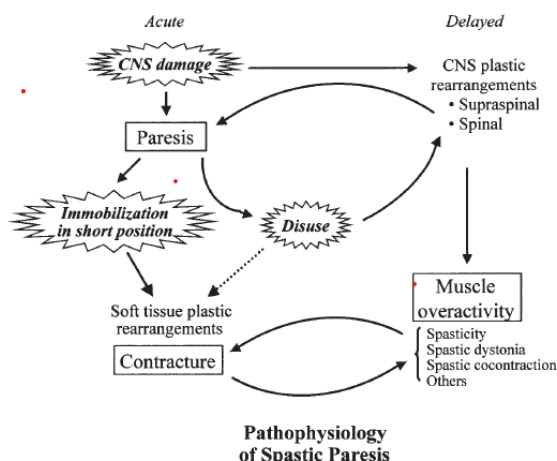 Acute
Delayed
CNS damage
CNS plastic
rearrangements
• Supraspinal
• Spinal
Paresis
Immobilization
in short position
Disuse
Soft tissue plastic
rearrangements
Contracture
Muscle
overactivity
Spasticity
Spastic dystonia
Spastic cocontraction
Others
Pathophysiology
of Spastic Paresis